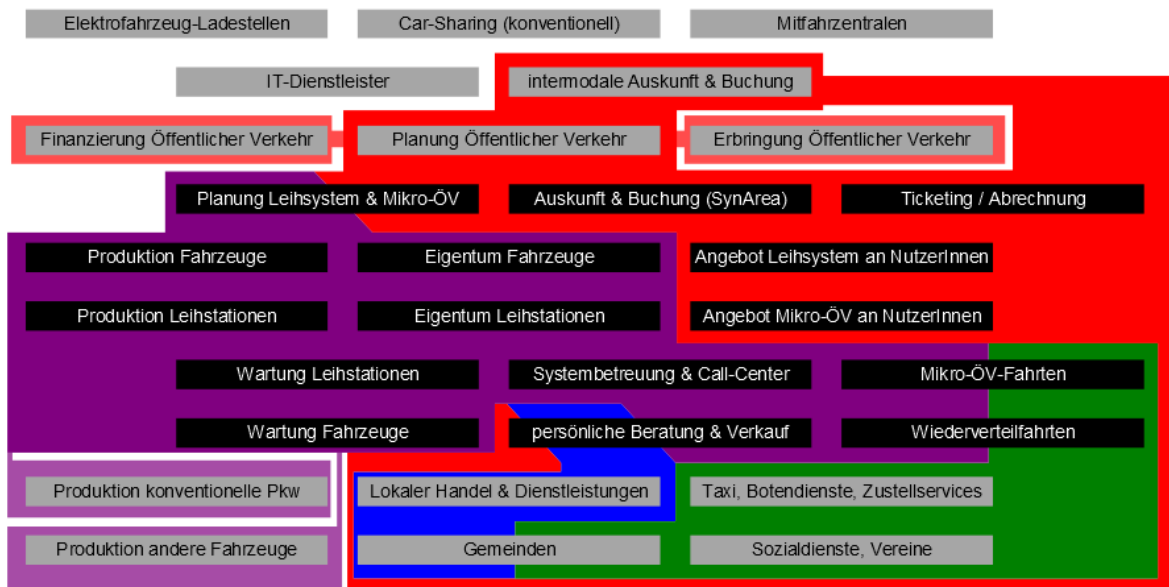 Elektrofahrzeug-Ladestellen
Car-Sharing (konventionell)
Mitfahrzentralen
IT-Dienstleister
intermodale Auskunft & Buchung
Finanzierung Öffentlicher Verkehr
Planung Öffentlicher Verkehr
Erbringung Öffentlicher Verkehr
Planung Leihsystem & Mikro-ÖV
Auskunft & Buchung (SynArea)
Ticketing / Abrechnung
Produktion Fahrzeuge
Eigentum Fahrzeuge
Angebot Leihsystem an NutzerInnen
Produktion Leihstationen
Eigentum Leihstationen
Angebot Mikro-ÖV an NutzerInnen
Wartung Leihstationen
Systembetreuung & Call-Center
Mikro-ÖV-Fahrten
Wartung Fahrzeuge
persönliche Beratung & Verkauf
Wiederverteilfahrten
Produktion konventionelle Pkw
Lokaler Handel & Dienstleistungen
Taxi, Botendienste, Zustellservices
Produktion andere Fahrzeuge
Gemeinden
Sozialdienste, Vereine